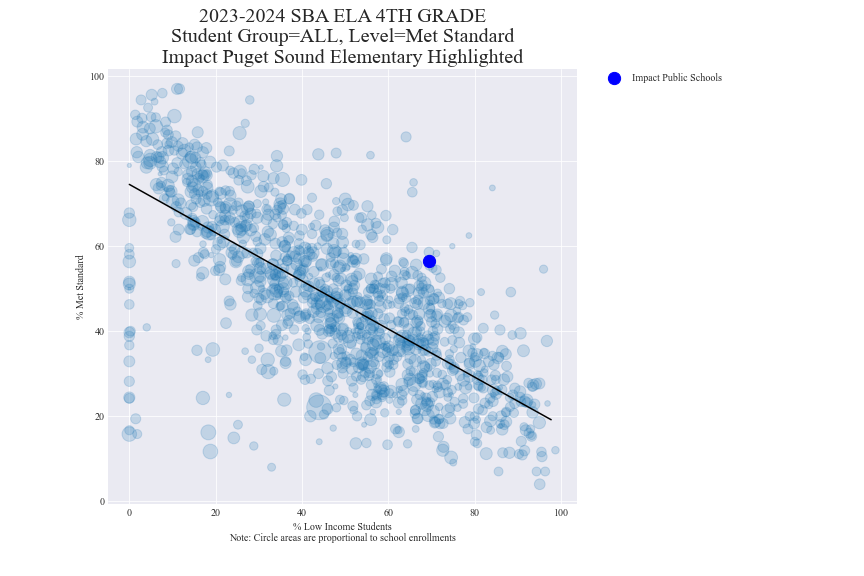 2023-2024 SBA ELA 4TH GRADE
Student Group=ALL, Level=Met Standard
Impact Puget Sound Elementary Highlighted
Impact Public Schools
% Met Standard
100
80
60
40
20
0
0 20 40 60 80 100
% Low Income Students
Note: Circle areas are proportional to school enrollments